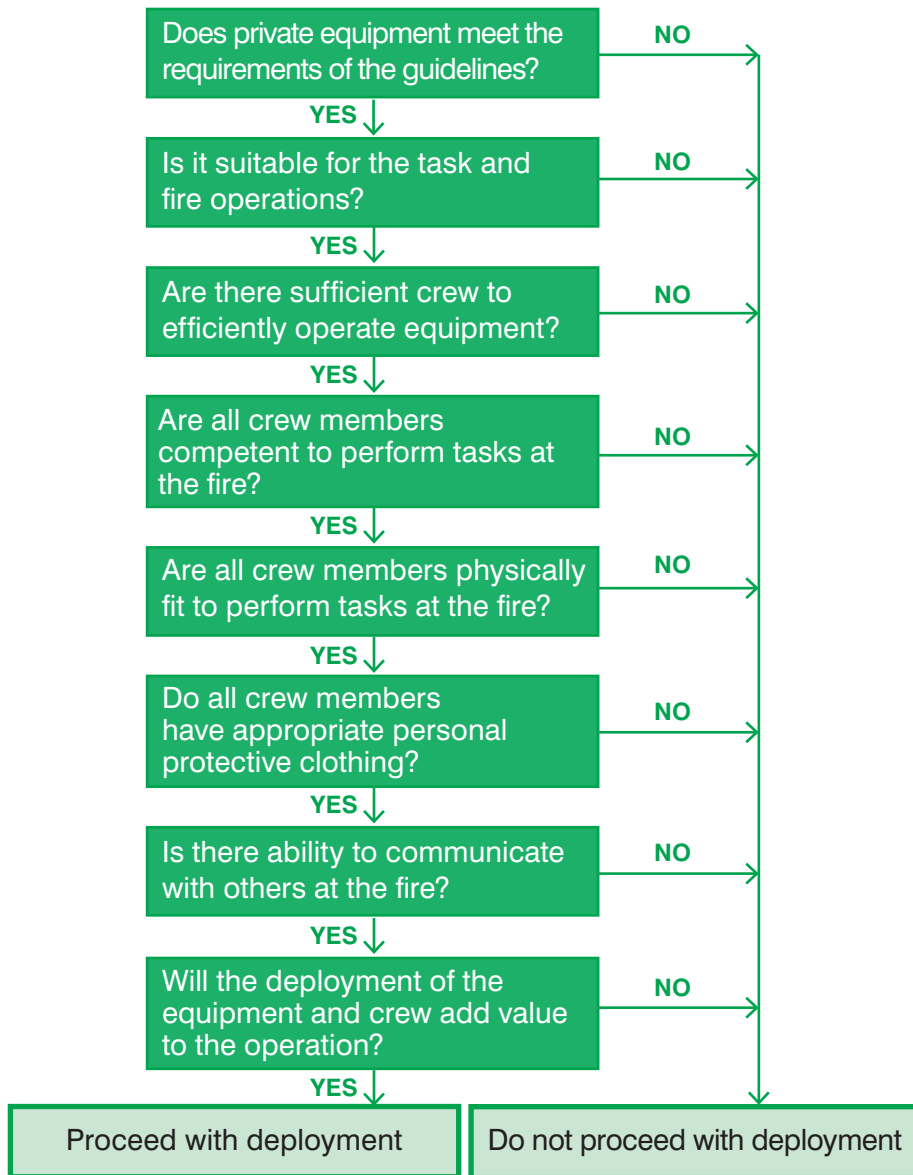 Does private equipment meet the
requirements of the guidelines?
NO
YES
Is it suitable for the task and
fire operations?
NO
YES
Are there sufficient crew to
efficiently operate equipment?
NO
YES
Are all crew members
competent to perform tasks at
the fire?
NO
YES
Are all crew members physically
fit to perform tasks at the fire?
NO
YES
Do all crew members
have appropriate personal
protective clothing?
NO
YES
Is there ability to communicate
with others at the fire?
NO
YES
Will the deployment of the
equipment and crew add value
to the operation?
NO
YES
Proceed with deployment
Do not proceed with deployment